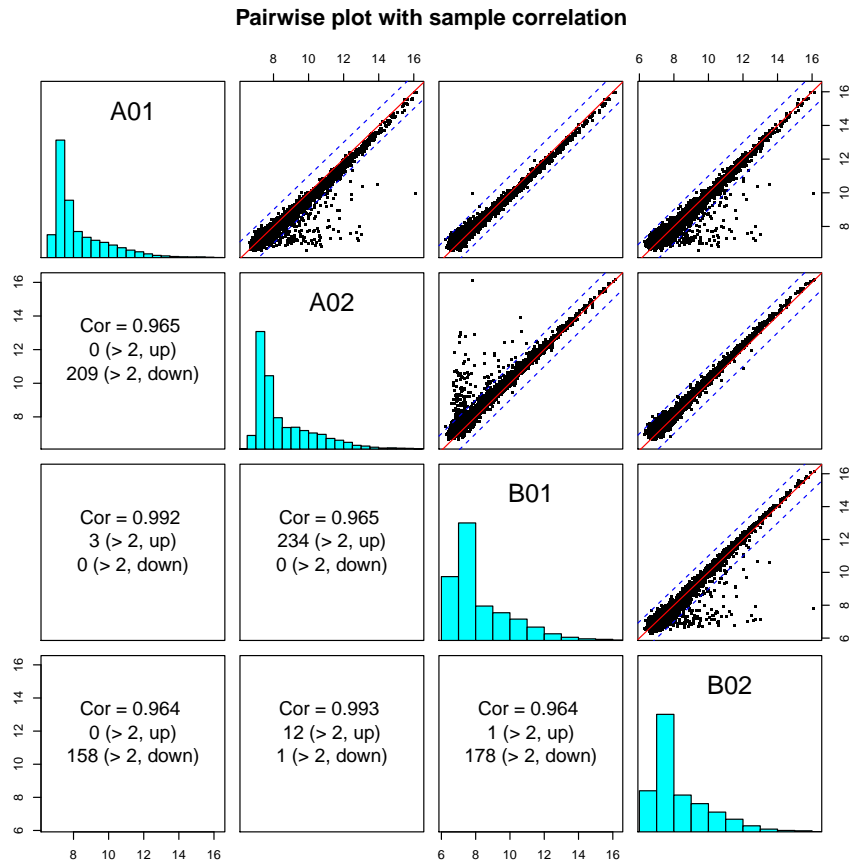 Pairwise plot with sample correlation
8 10 12 14 16
6 8 10 12 14 16
A01
8 10 12 14 16
8 10 12 14 16
Cor = 0.965
0 (> 2, up)
209 (> 2, down)
A02
Cor = 0.992
3 (> 2, up)
0 (> 2, down)
Cor = 0.965
234 (> 2, up)
0 (> 2, down)
B01
6 8 10 12 14 16
6 8 10 12 14 16
Cor = 0.964
0 (> 2, up)
158 (> 2, down)
Cor = 0.993
12 (> 2, up)
1 (> 2, down)
Cor = 0.964
1 (> 2, up)
178 (> 2, down)
B02
8 10 12 14 16
6 8 10 12 14 16